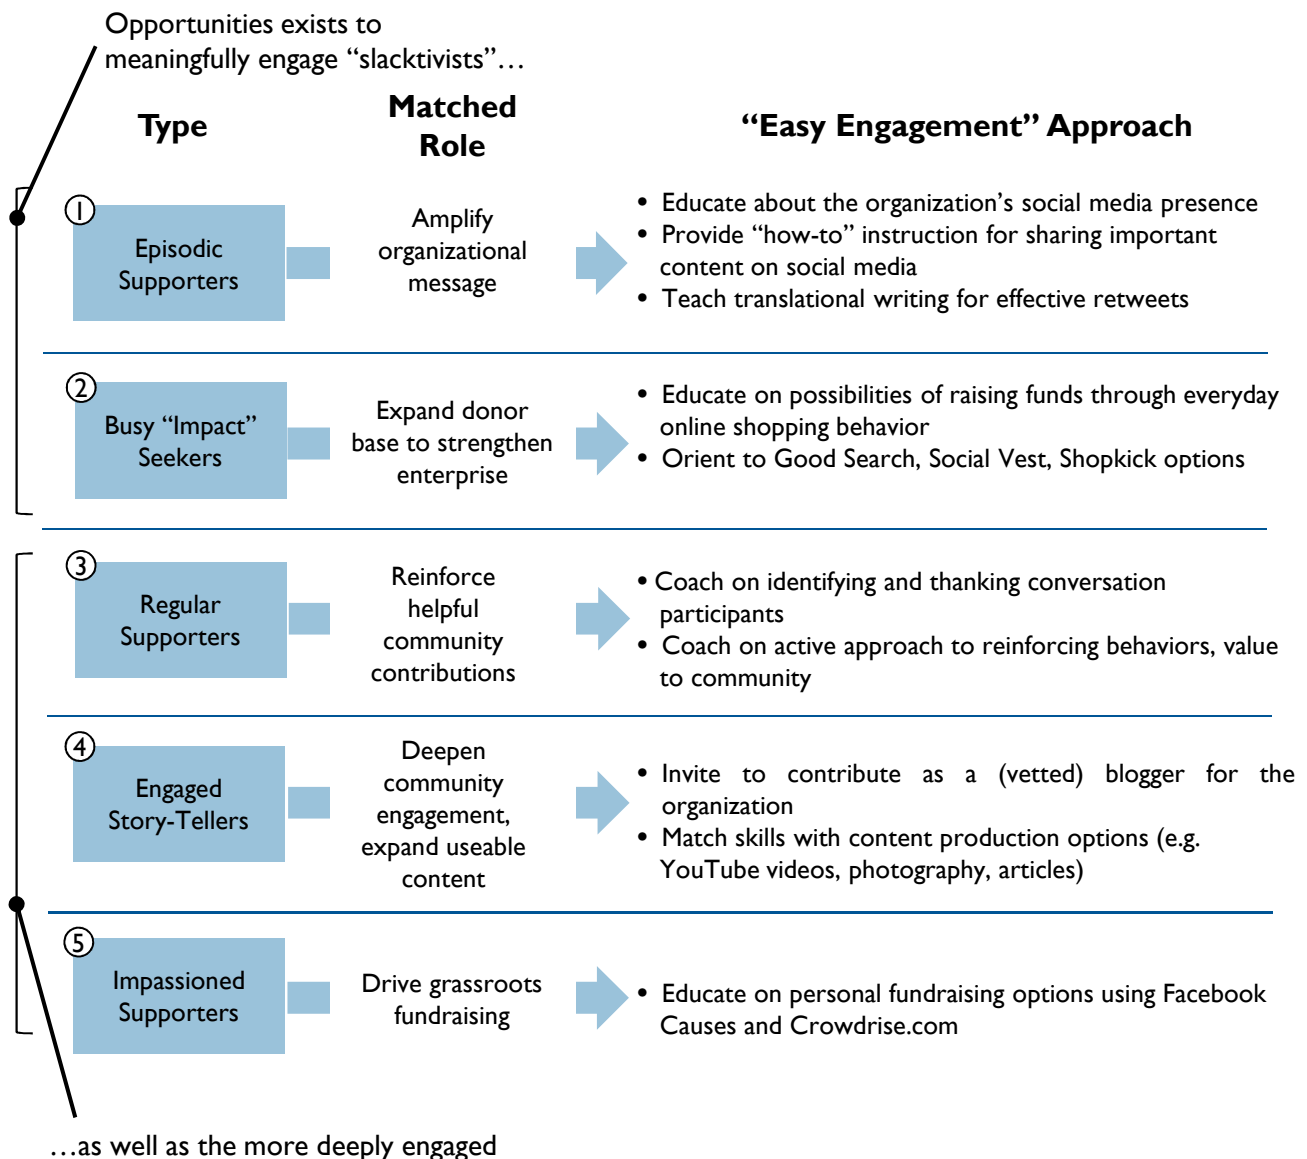 Opportunities exists to
meaningfully engage “slacktivists”…
Type
Matched
Role
“Easy Engagement” Approach
①
Episodic
Supporters
Amplify
organizational
message
• Educate about the organization’s social media presence
• Provide “how-to” instruction for sharing important
content on social media
• Teach translational writing for effective retweets
②
Busy “Impact”
Seekers
Expand donor
base to strengthen
enterprise
• Educate on possibilities of raising funds through everyday
online shopping behavior
• Orient to Good Search, Social Vest, Shopkick options
③
Regular
Supporters
Reinforce
helpful
community
contributions
• Coach on identifying and thanking conversation
participants
• Coach on active approach to reinforcing behaviors, value
to community
④
Engaged
Story-Tellers
Deepen
community
engagement,
expand useable
content
• Invite to contribute as a (vetted) blogger for the
organization
• Match skills with content production options (e.g.
YouTube videos, photography, articles)
⑤
Impassioned
Supporters
Drive grassroots
fundraising
• Educate on personal fundraising options using Facebook
Causes and Crowdrise.com
…as well as the more deeply engaged